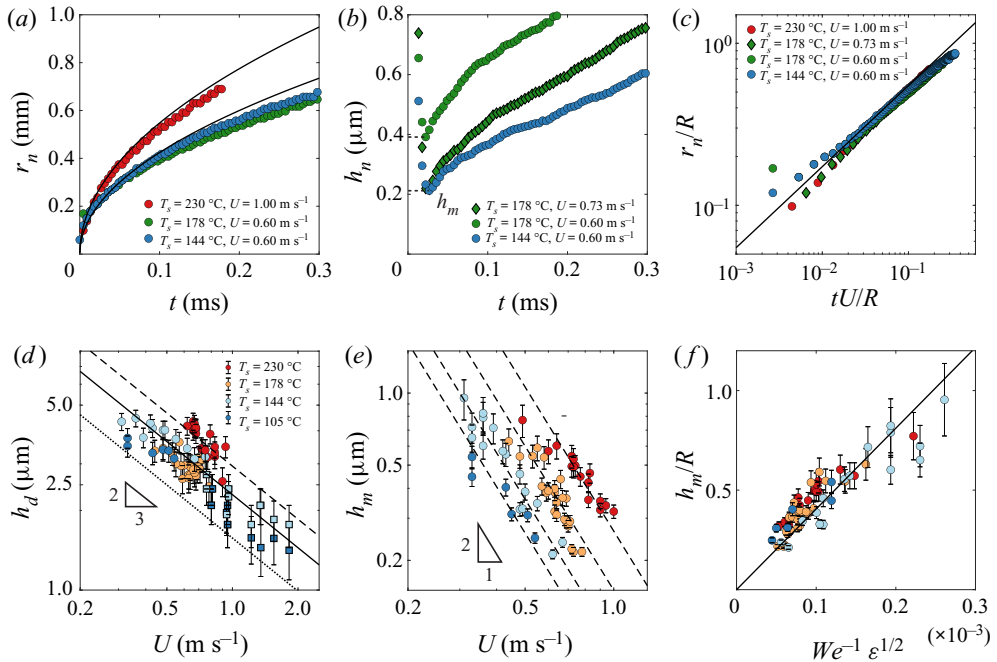 (a)
r_n (mm)
1.0
0.8
0.6
0.4
0.2
0
0.1
0.2
0.3
t (ms)
T_s = 230 °C, U = 1.00 m s⁻¹
T_s = 178 °C, U = 0.60 m s⁻¹
T_s = 144 °C, U = 0.60 m s⁻¹
(b)
h_n (μm)
0.8
0.6
0.4
0.2
h_m
0
0.1
0.2
0.3
t (ms)
T_s = 178 °C, U = 0.73 m s⁻¹
T_s = 178 °C, U = 0.60 m s⁻¹
T_s = 144 °C, U = 0.60 m s⁻¹
(c)
r_n/R
10⁰
10⁻¹
10⁻³
10⁻²
10⁻¹
tU/R
T_s = 230 °C, U = 1.00 m s⁻¹
T_s = 178 °C, U = 0.73 m s⁻¹
T_s = 178 °C, U = 0.60 m s⁻¹
T_s = 144 °C, U = 0.60 m s⁻¹
(d)
h_d (μm)
5.0
2.5
1.0
0.2
0.5
1.0
2.0
U (m s⁻¹)
2
3
T_s = 230 °C
T_s = 178 °C
T_s = 144 °C
T_s = 105 °C
(e)
h_m (μm)
1.0
0.5
0.2
0.2
0.5
1.0
U (m s⁻¹)
2
1
(f)
h_m/R
1.0
0.5
0
0.1
0.2
0.3
(×10⁻³)
We⁻¹ ε^{1/2}